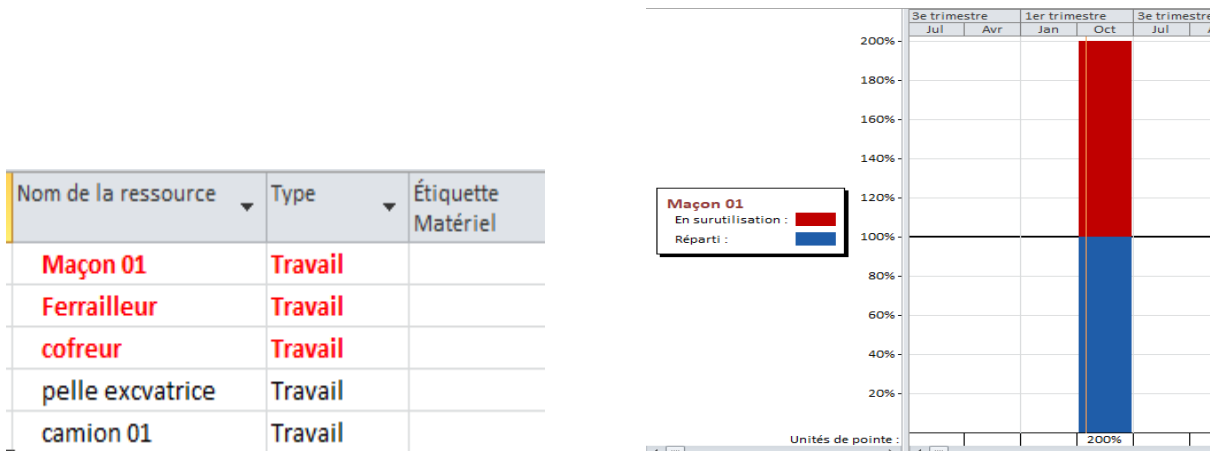 Nom de la ressource Type Étiquette
Matériel
Maçon 01 Travail
Ferrailleur Travail
cofreur Travail
pelle excvatrice Travail
camion 01 Travail
3e trimestre 1er trimestre 3e trimestre
Jul Avr Jan Oct Jul
200%
180%
160%
140%
120%
100%
80%
60%
40%
20%
Maçon 01
En surutilisation :
Réparti :
Unités de pointe : 200%